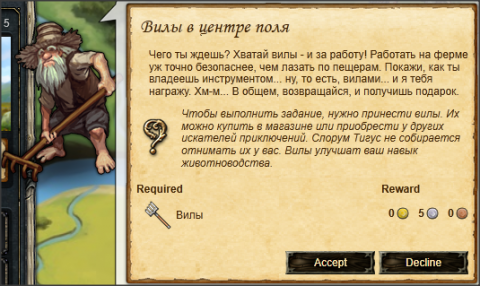 5
Вилы в центре поля
Чего ты ждешь? Хватай вилы - и за работу! Работать на ферме
уж точно безопаснее, чем лазать по пещерам. Покажи, как ты
владеешь инструментом... ну, то есть, вилами... и я тебя
награжу. Хм-м... В общем, возвращайся, и получишь подарок.
Чтобы выполнить задание, нужно принести вилы. Их
можно купить в магазине или приобрести у других
искателей приключений. Спорум Тигус не собирается
отнимать их у вас. Вилы улучшат ваш навык
животноводства.
Required Reward
Вилы 0 5 0
Accept Decline